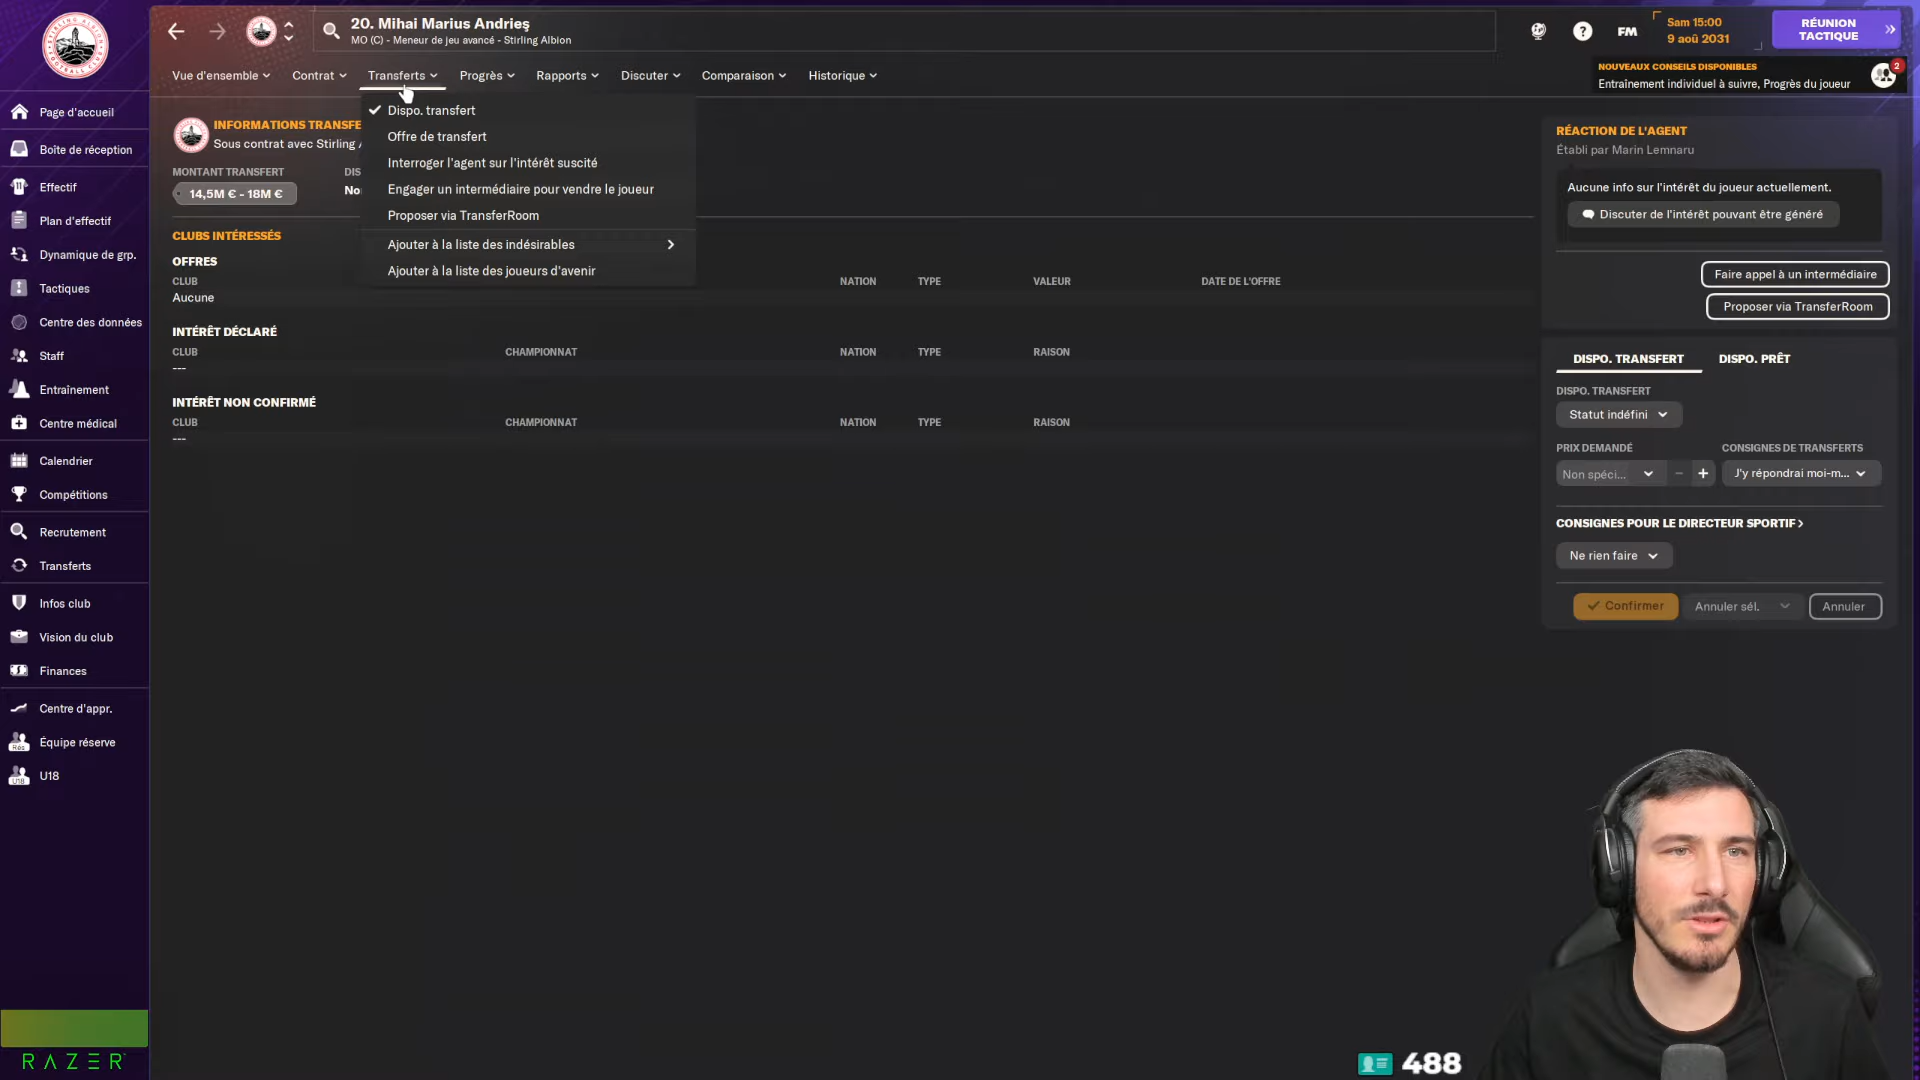 20. Mihai Marius Andrieș
MO (C) - Meneur de jeu avancé - Stirling Albion
FM
Sam 15:00
9 aoû 2031
RÉUNION
TACTIQUE
Vue d'ensemble
Contrat
Transferts
Progrès
Rapports
Discuter
Comparaison
Historique
NOUVEAUX CONSEILS DISPONIBLES
Entraînement individuel à suivre, Progrès du joueur
2
Page d'accueil
Boîte de réception
Effectif
Plan d'effectif
Dynamique de grp.
Tactiques
Centre des données
Staff
Entraînement
Centre médical
Calendrier
Compétitions
Recrutement
Transferts
Infos club
Vision du club
Finances
Centre d'appr.
Équipe réserve
U18
RAZER
INFORMATIONS TRANSFE
Sous contrat avec Stirling
MONTANT TRANSFERT
DIS
14,5M € - 18M €
No
Dispo. transfert
Offre de transfert
Interroger l'agent sur l'intérêt suscité
Engager un intermédiaire pour vendre le joueur
Proposer via TransferRoom
Ajouter à la liste des indésirables
Ajouter à la liste des joueurs d'avenir
CLUBS INTÉRESSÉS
OFFRES
CLUB
NATION
TYPE
VALEUR
DATE DE L'OFFRE
Aucune
INTÉRÊT DÉCLARÉ
CLUB
CHAMPIONNAT
NATION
TYPE
RAISON
---
INTÉRÊT NON CONFIRMÉ
CLUB
CHAMPIONNAT
NATION
TYPE
RAISON
---
RÉACTION DE L'AGENT
Établi par Marin Lemnaru
Aucune info sur l'intérêt du joueur actuellement.
Discuter de l'intérêt pouvant être généré
Faire appel à un intermédiaire
Proposer via TransferRoom
DISPO. TRANSFERT
DISPO. PRÊT
DISPO. TRANSFERT
Statut indéfini
PRIX DEMANDÉ
CONSIGNES DE TRANSFERTS
Non spéci...
J'y répondrai moi-m...
CONSIGNES POUR LE DIRECTEUR SPORTIF
Ne rien faire
Confirmer
Annuler sél.
Annuler
488